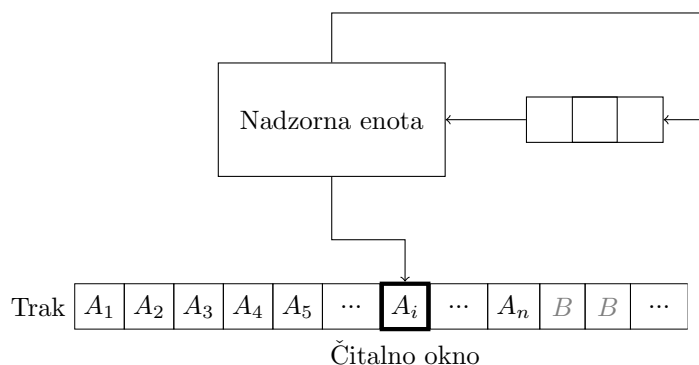 Nadzorna enota
Trak A₁ A₂ A₃ A₄ A₅ ... Aᵢ ... Aₙ B B ...
Čitalno okno